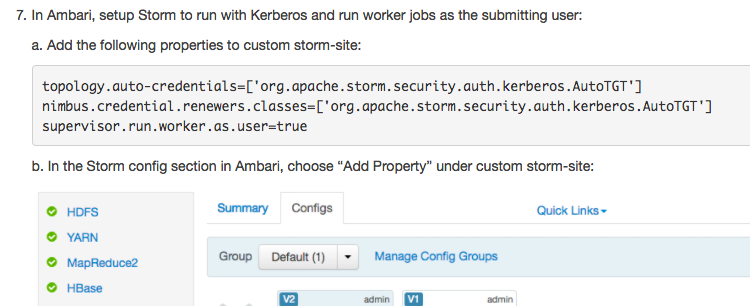 7. In Ambari, setup Storm to run with Kerberos and run worker jobs as the submitting user:
a. Add the following properties to custom storm-site:
topology.auto-credentials=['org.apache.storm.security.auth.kerberos.AutoTGT']
nimbus.credential.renewers.classes=['org.apache.storm.security.auth.kerberos.AutoTGT']
supervisor.run.worker.as.user=true
b. In the Storm config section in Ambari, choose “Add Property” under custom storm-site:
HDFS
Summary Configs Quick Links
YARN
Group Default (1) Manage Config Groups
MapReduce2
HBase
V2 admin V1 admin